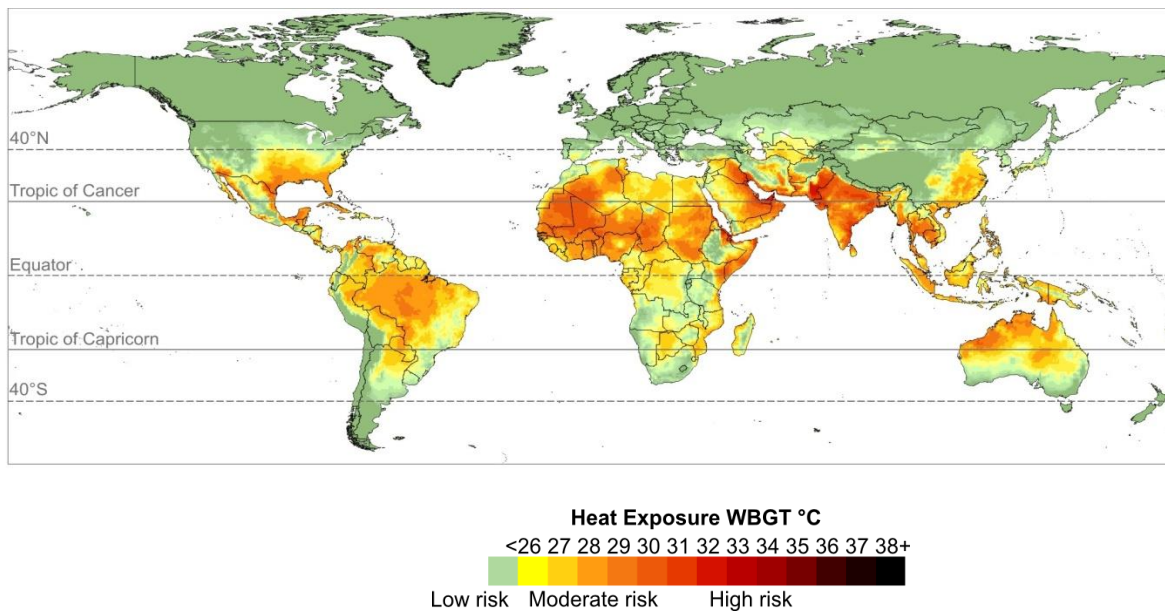 40°N
Tropic of Cancer
Equator
Tropic of Capricorn
40°S
Heat Exposure WBGT °C
<26 27 28 29 30 31 32 33 34 35 36 37 38+
Low risk Moderate risk High risk